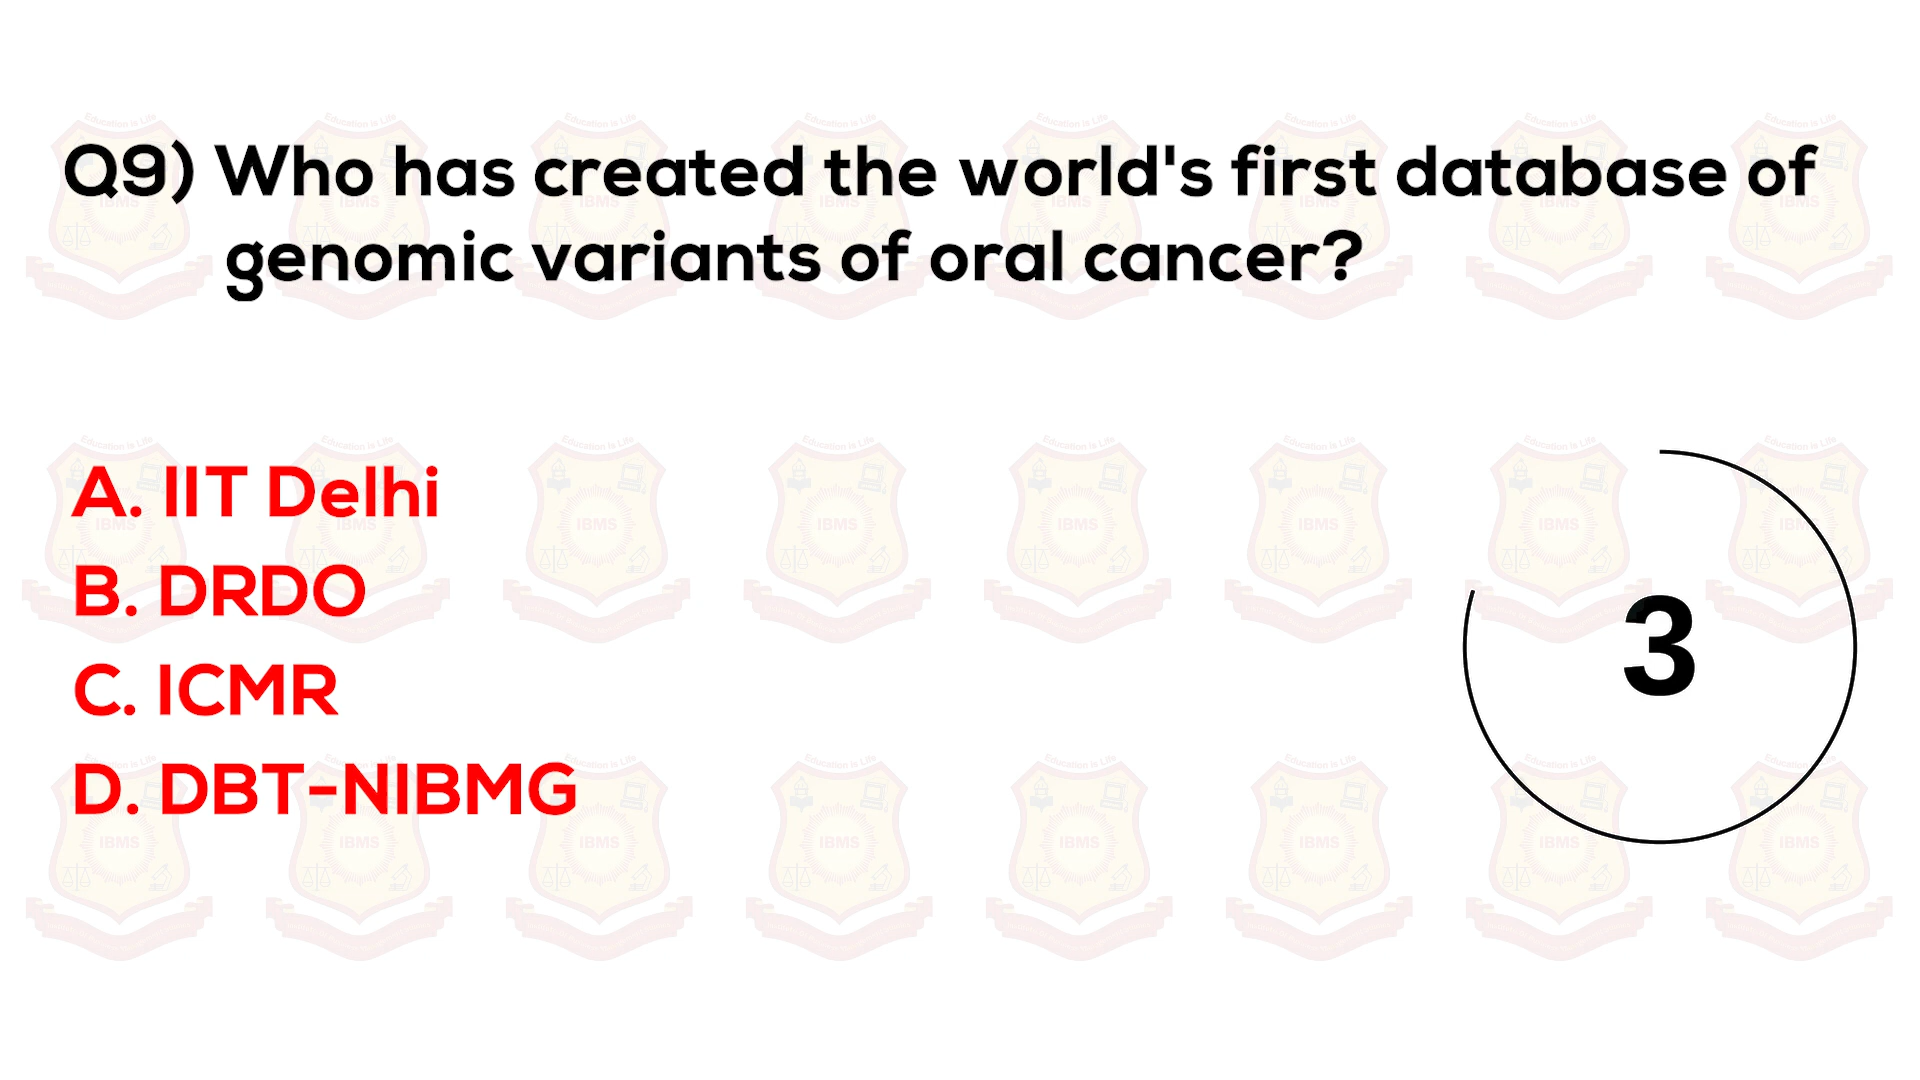 Q9) Who has created the world's first database of
genomic variants of oral cancer?
A. IIT Delhi
B. DRDO
C. ICMR
D. DBT-NIBMG
3